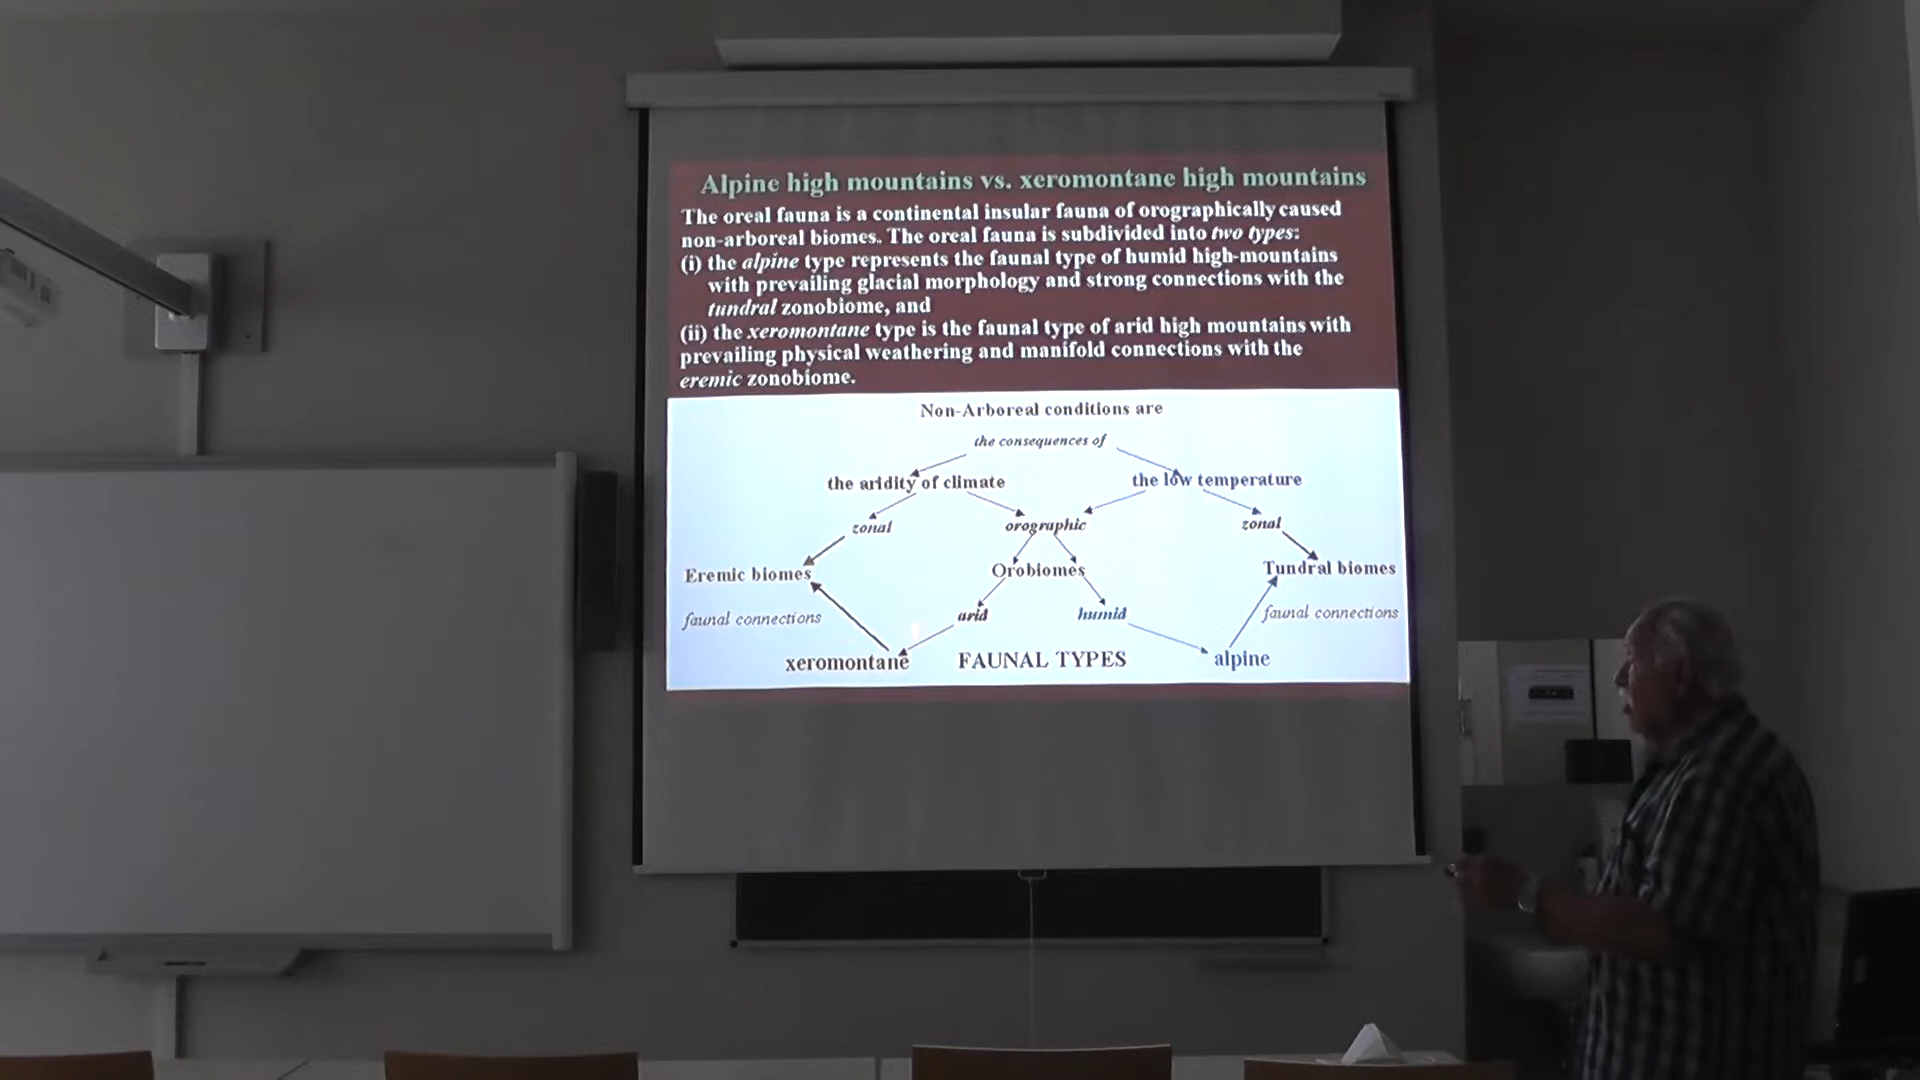 Alpine high mountains vs. xeromontane high mountains
The oreal fauna is a continental insular fauna of orographically caused
non-arboreal biomes. The oreal fauna is subdivided into two types:
(i) the alpine type represents the faunal type of humid high-mountains
with prevailing glacial morphology and strong connections with the
tundral zonobiome, and
(ii) the xeromontane type is the faunal type of arid high mountains with
prevailing physical weathering and manifold connections with the
eremic zonobiome.
Non-Arboreal conditions are
the consequences of
the aridity of climate the low temperature
zonal orographic zonal
Eremic biomes Orobiomes Tundral biomes
faunal connections arid humid faunal connections
xeromontane FAUNAL TYPES alpine